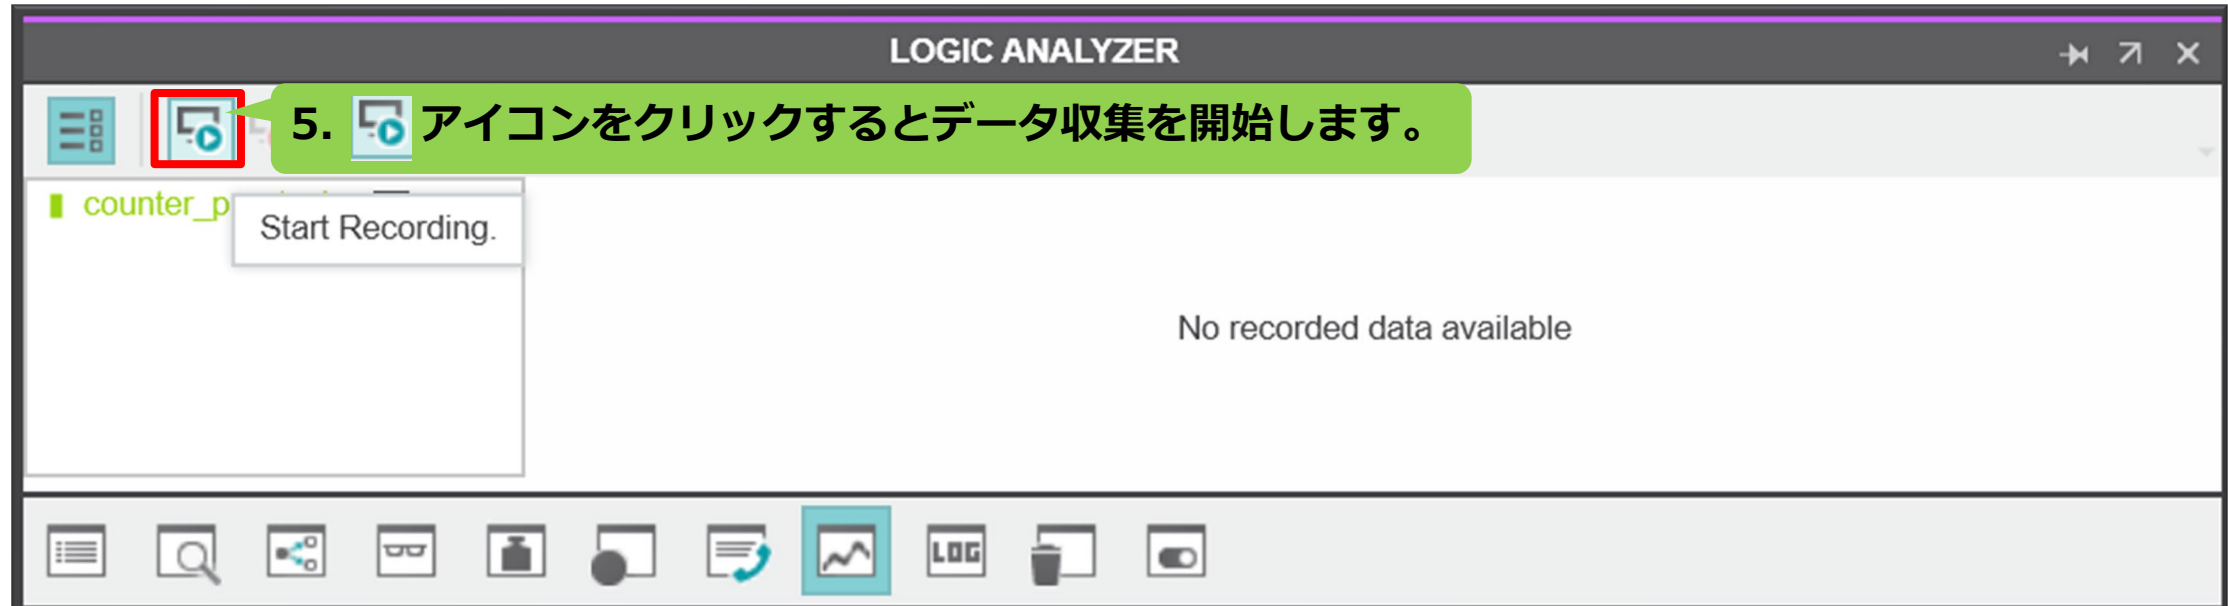 LOGIC ANALYZER
5. アイコンをクリックするとデータ収集を開始します。
counter_p
Start Recording.
No recorded data available
LOG